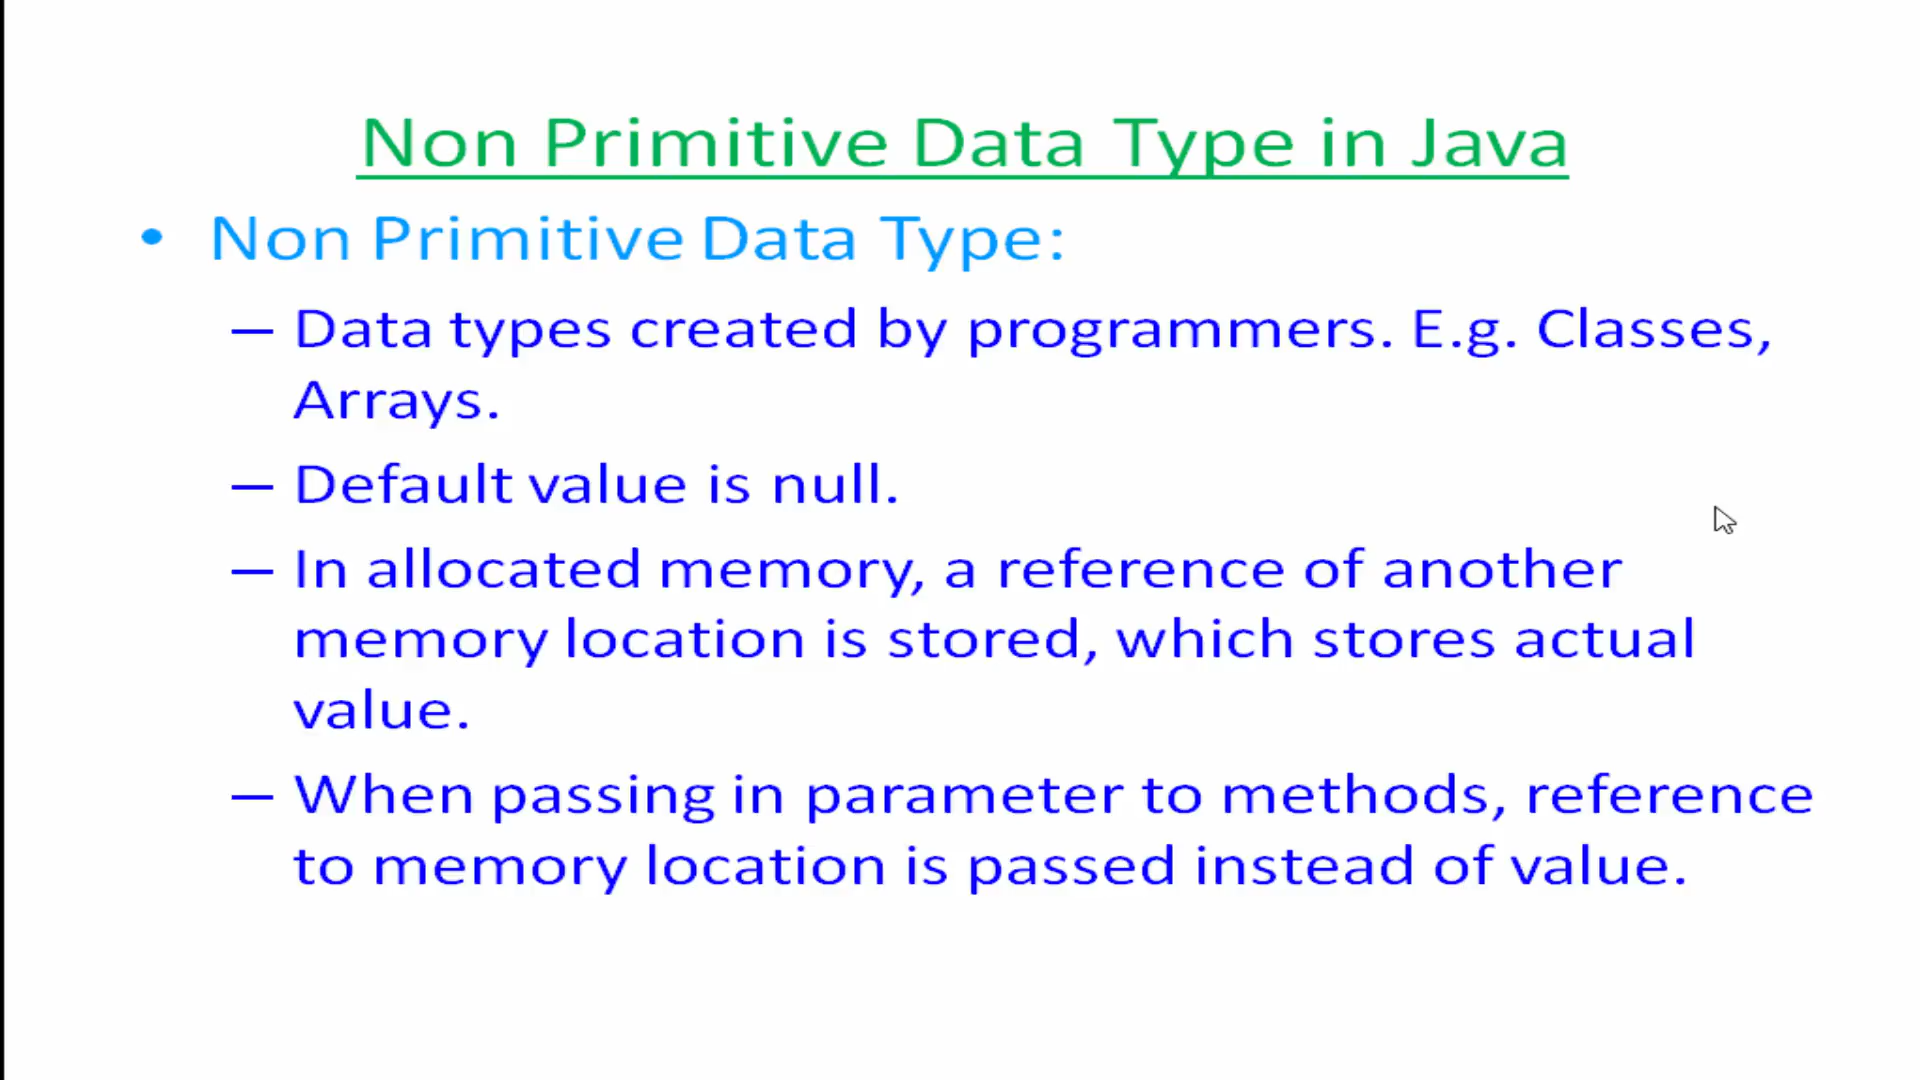 Non Primitive Data Type in Java
• Non Primitive Data Type:
– Data types created by programmers. E.g. Classes,
Arrays.
– Default value is null.
– In allocated memory, a reference of another
memory location is stored, which stores actual
value.
– When passing in parameter to methods, reference
to memory location is passed instead of value.